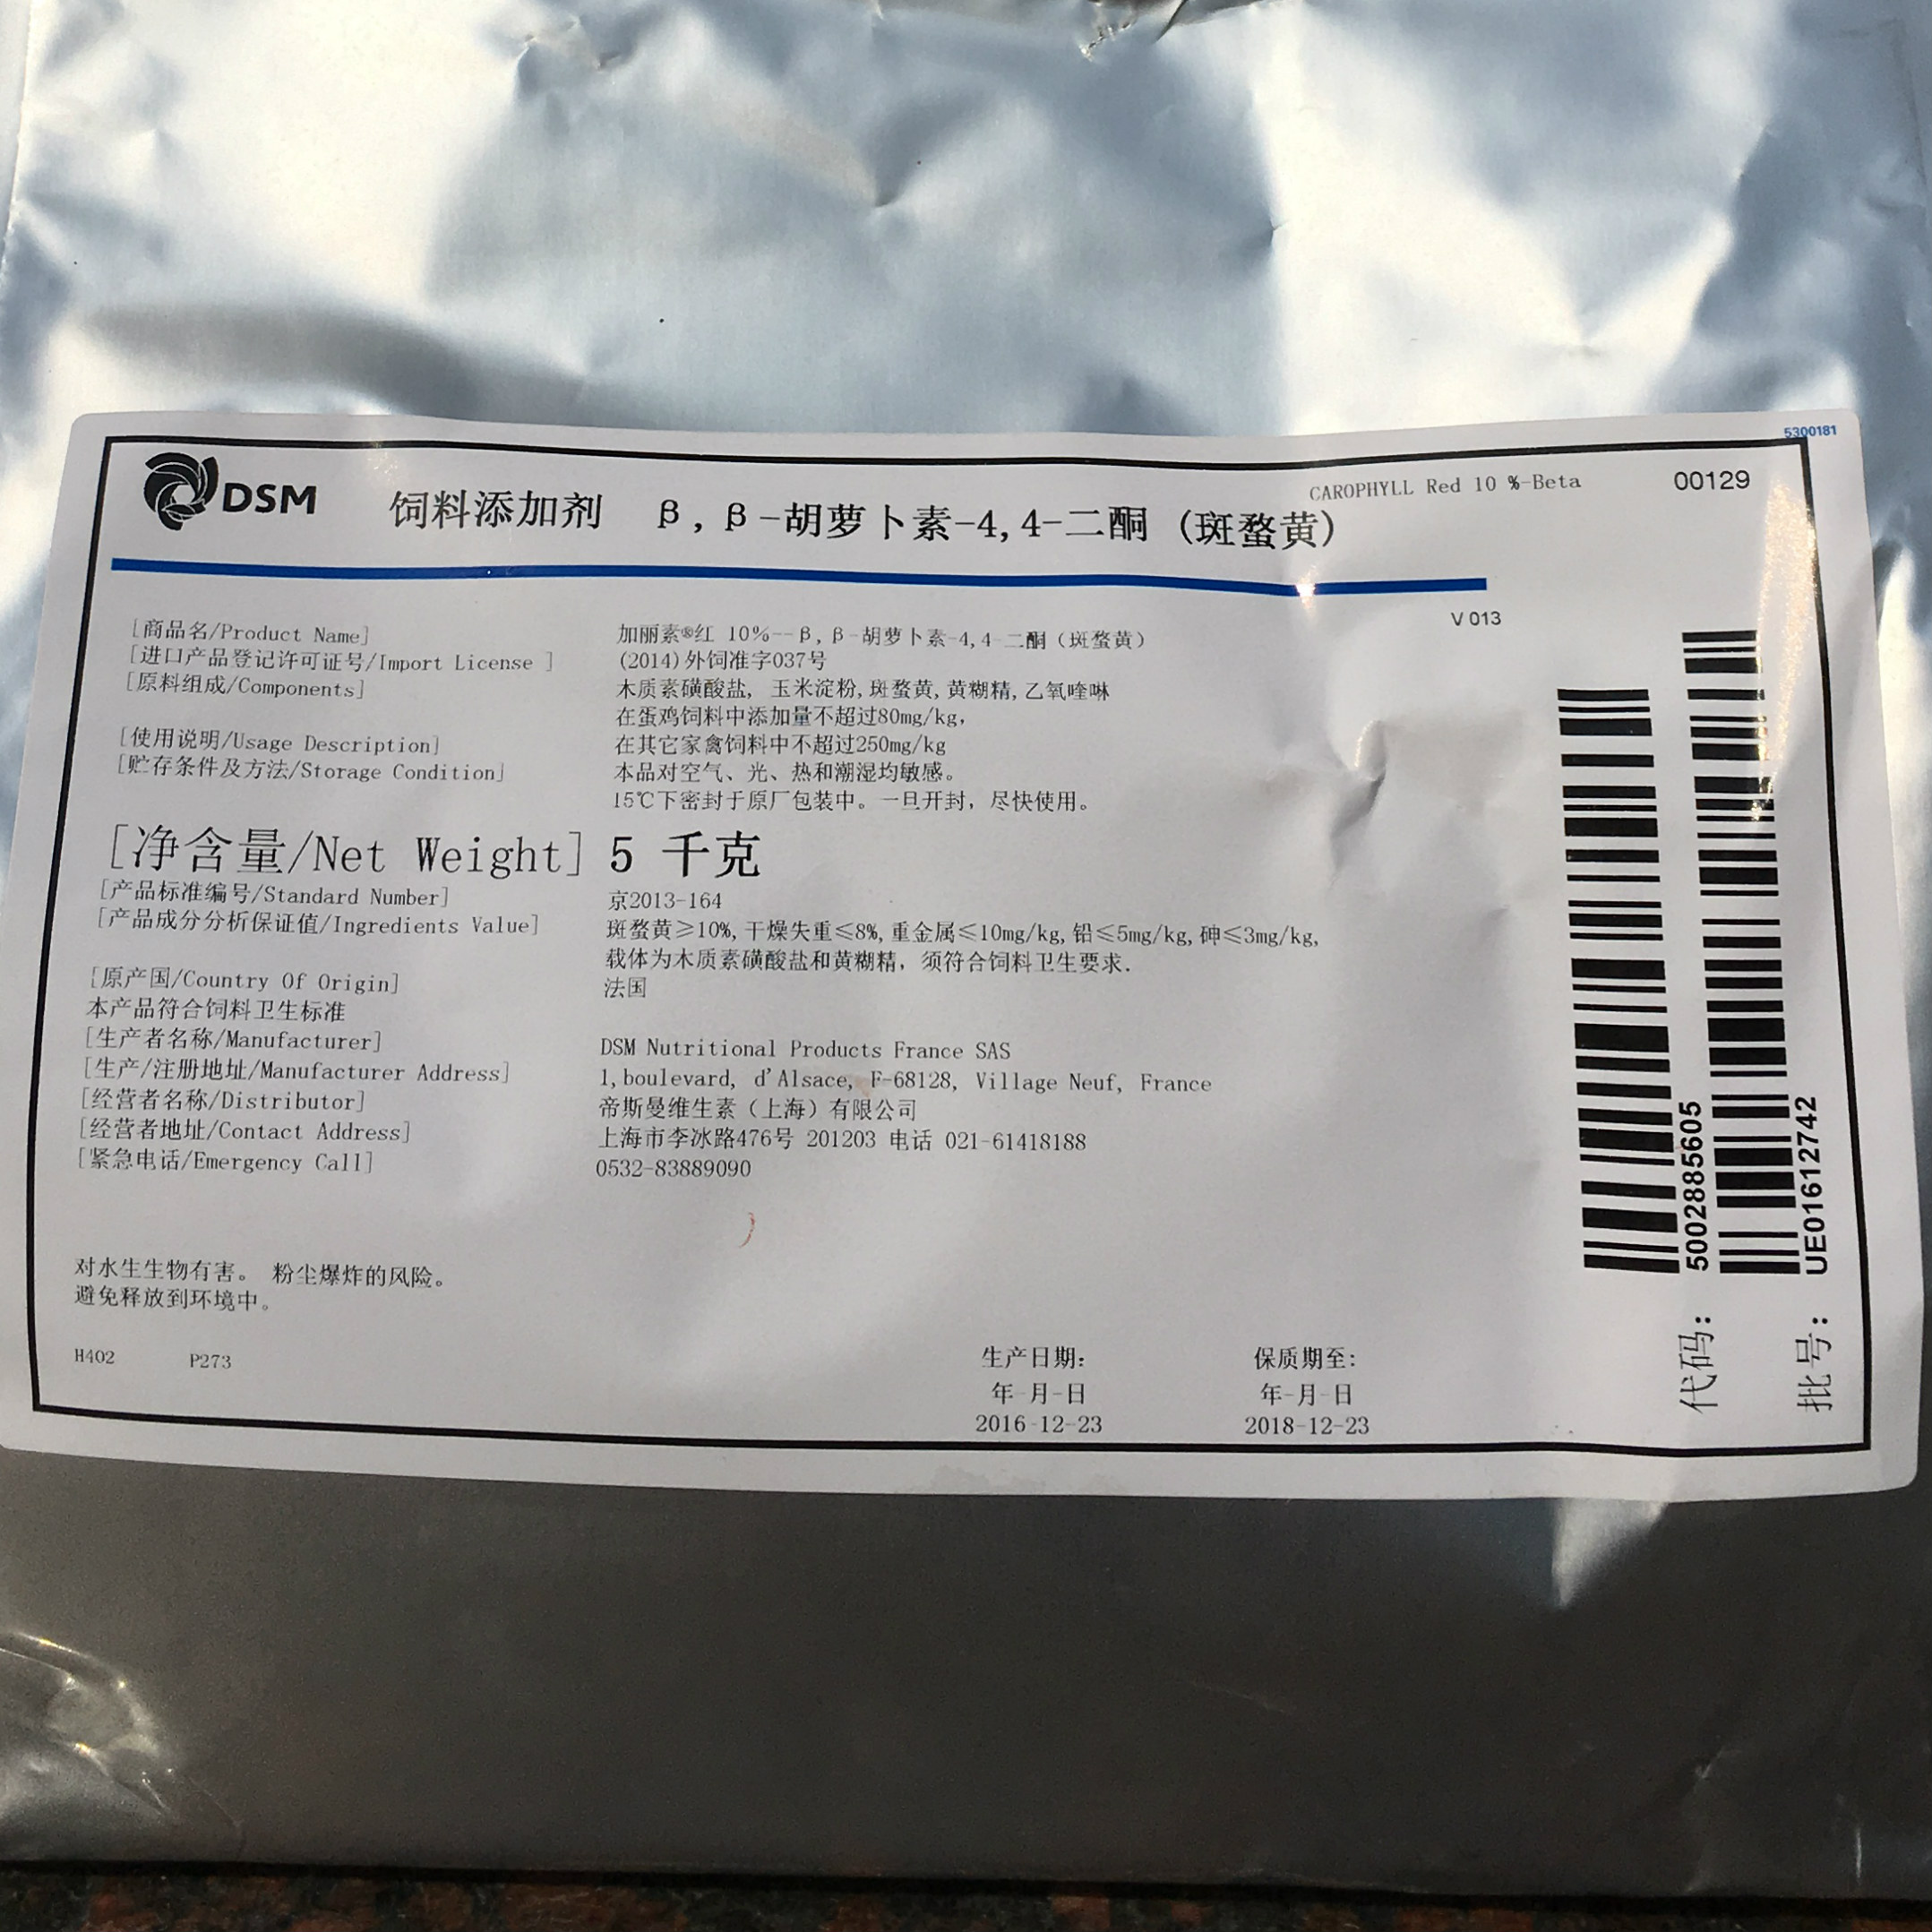 5300181
DSM
饲料添加剂 β,β-胡萝卜素-4,4-二酮 (斑蝥黄)
CAROPHYLL Red 10 %-Beta
00129
V 013
[商品名/Product Name] 加丽素®红 10%--β,β-胡萝卜素-4,4-二酮（斑蝥黄）
[进口产品登记许可证号/Import License ] (2014)外饲准字037号
[原料组成/Components] 木质素磺酸盐, 玉米淀粉,斑蝥黄,黄糊精,乙氧喹啉
在蛋鸡饲料中添加量不超过80mg/kg,
[使用说明/Usage Description] 在其它家禽饲料中不超过250mg/kg
[贮存条件及方法/Storage Condition] 本品对空气、光、热和潮湿均敏感。
15℃下密封于原厂包装中。一旦开封，尽快使用。
[净含量/Net Weight] 5 千克
[产品标准编号/Standard Number] 京2013-164
[产品成分分析保证值/Ingredients Value] 斑蝥黄≥10%,干燥失重≤8%,重金属≤10mg/kg,铅≤5mg/kg,砷≤3mg/kg,
载体为木质素磺酸盐和黄糊精，须符合饲料卫生要求.
[原产国/Country Of Origin] 法国
本产品符合饲料卫生标准
[生产者名称/Manufacturer] DSM Nutritional Products France SAS
[生产/注册地址/Manufacturer Address] 1,boulevard, d'Alsace, F-68128, Village Neuf, France
[经营者名称/Distributor] 帝斯曼维生素（上海）有限公司
[经营者地址/Contact Address] 上海市李冰路476号 201203 电话 021-61418188
[紧急电话/Emergency Call] 0532-83889090
对水生生物有害。 粉尘爆炸的风险。
避免释放到环境中。
H402 P273
生产日期: 保质期至:
年-月-日 年-月-日
2016-12-23 2018-12-23
代码: 5002885605
批号: UE01612742